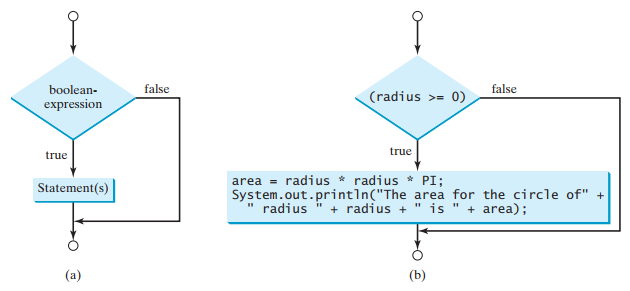 boolean-
expression
false
true
Statement(s)
(a)
(radius >= 0)
false
true
area = radius * radius * PI;
System.out.println("The area for the circle of" +
" radius " + radius + " is " + area);
(b)